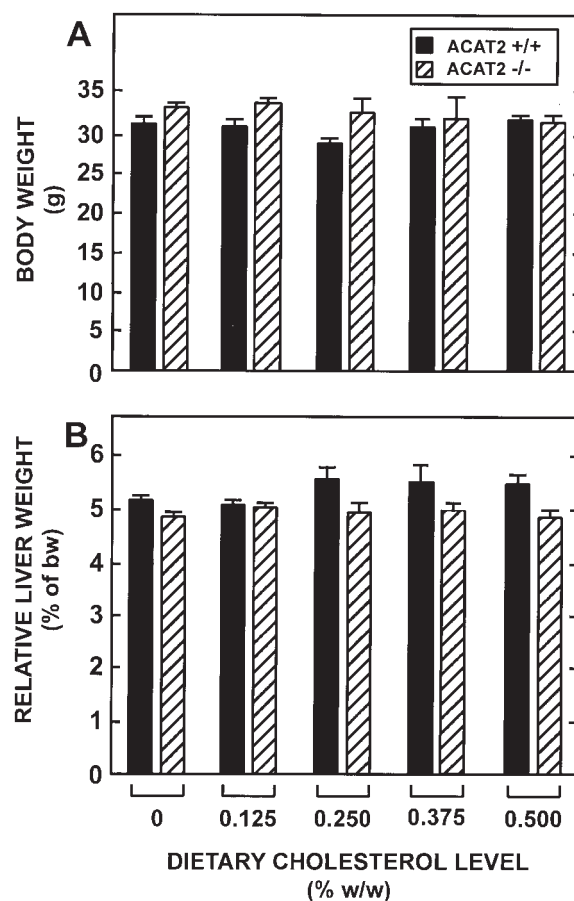 A
ACAT2 +/+
ACAT2 -/-
BODY WEIGHT
(g)
35
30
25
20
15
10
5
0
B
RELATIVE LIVER WEIGHT
(% of bw)
6
5
4
3
2
1
0
0 0.125 0.250 0.375 0.500
DIETARY CHOLESTEROL LEVEL
(% w/w)